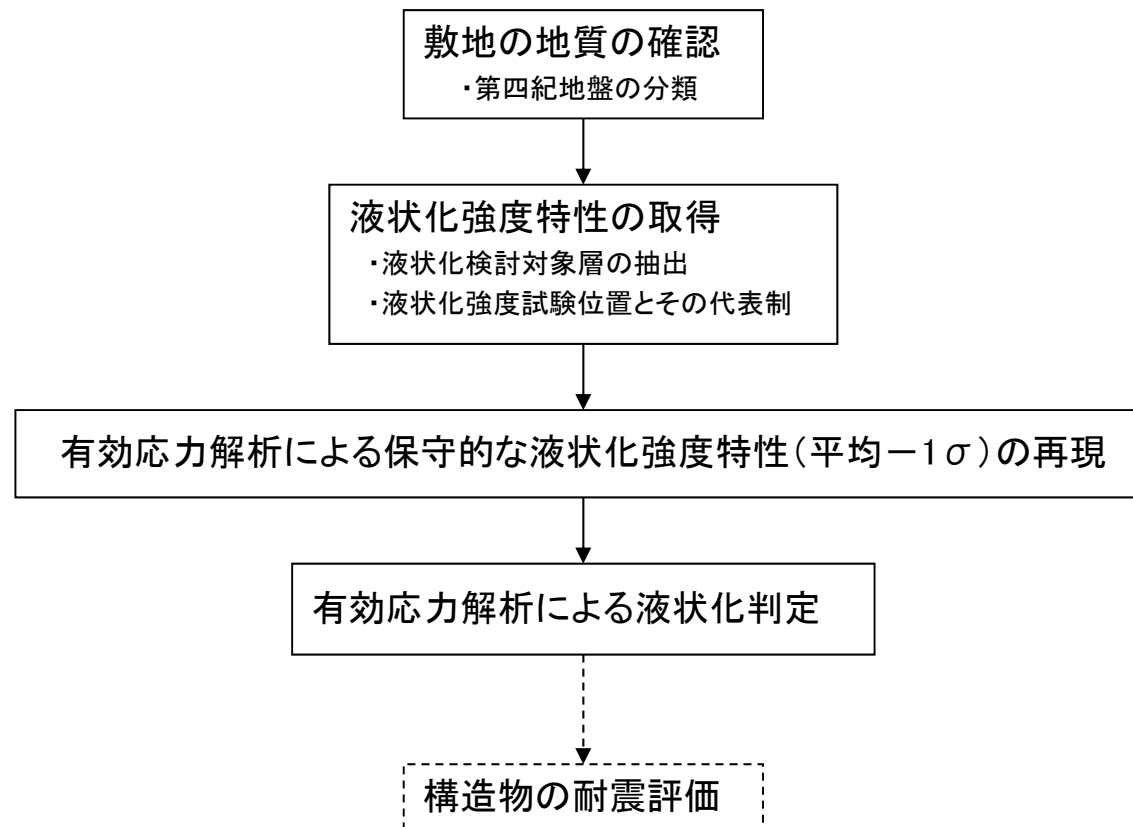 敷地の地質の確認
・第四紀地盤の分類
液状化強度特性の取得
・液状化検討対象層の抽出
・液状化強度試験位置とその代表制
有効応力解析による保守的な液状化強度特性(平均－1σ)の再現
有効応力解析による液状化判定
構造物の耐震評価